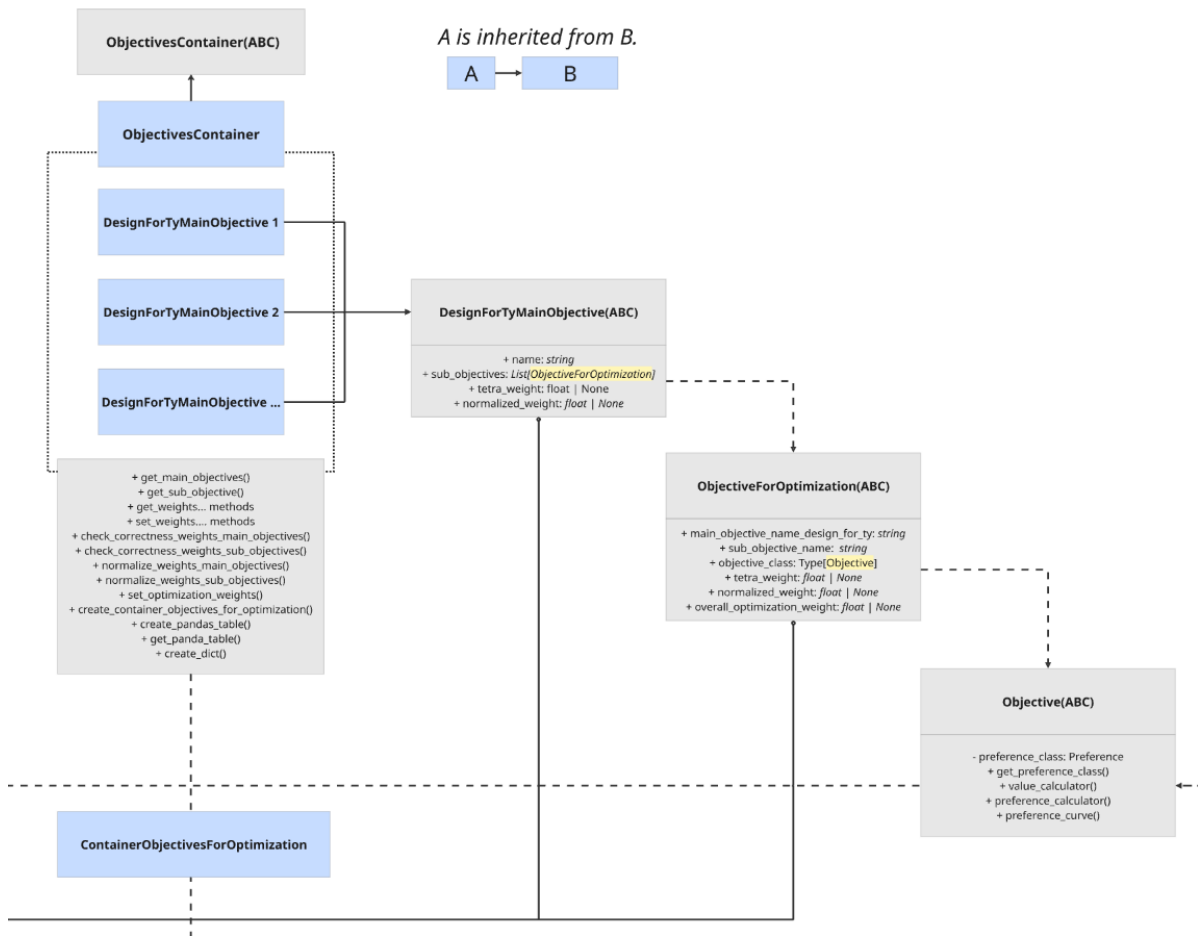 ObjectivesContainer(ABC)
A is inherited from B.
A
B
ObjectivesContainer
DesignForTyMainObjective 1
DesignForTyMainObjective 2
DesignForTyMainObjective ...
+ get_main_objectives()
+ get_sub_objective()
+ get_weights... methods
+ set_weights.... methods
+ check_correctness_weights_main_objectives()
+ check_correctness_weights_sub_objectives()
+ normalize_weights_main_objectives()
+ normalize_weights_sub_objectives()
+ set_optimization_weights()
+ create_container_objectives_for_optimization()
+ create_pandas_table()
+ get_panda_table()
+ create_dict()
ContainerObjectivesForOptimization
DesignForTyMainObjective(ABC)
+ name: string
+ sub_objectives: List[ObjectiveForOptimization]
+ tetra_weight: float | None
+ normalized_weight: float | None
ObjectiveForOptimization(ABC)
+ main_objective_name_design_for_ty: string
+ sub_objective_name: string
+ objective_class: Type[Objective]
+ tetra_weight: float | None
+ normalized_weight: float | None
+ overall_optimization_weight: float | None
Objective(ABC)
- preference_class: Preference
+ get_preference_class()
+ value_calculator()
+ preference_calculator()
+ preference_curve()